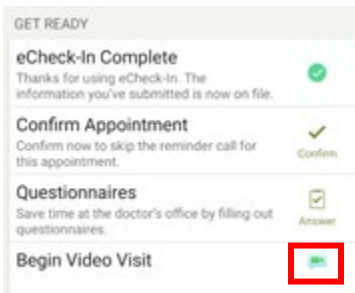 GET READY
eCheck-In Complete
Thanks for using eCheck-In. The
information you've submitted is now on file.
Confirm Appointment
Confirm now to skip the reminder call for
this appointment.
Confirm
Questionnaires
Save time at the doctor's office by filling out
questionnaires.
Answer
Begin Video Visit